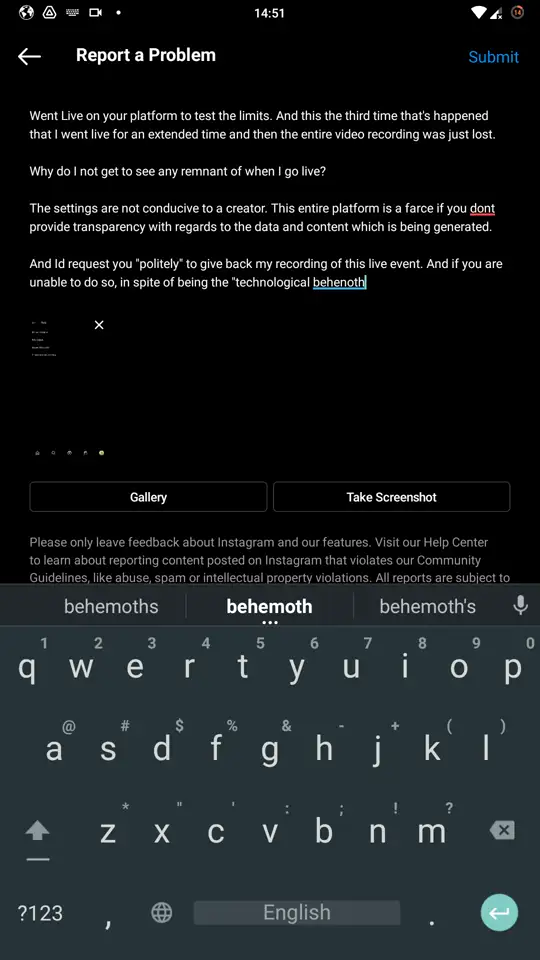 14:51
14
Report a Problem
Submit
Went Live on your platform to test the limits. And this the third time that's happened
that I went live for an extended time and then the entire video recording was just lost.
Why do I not get to see any remnant of when I go live?
The settings are not conducive to a creator. This entire platform is a farce if you dont
provide transparency with regards to the data and content which is being generated.
And Id request you "politely" to give back my recording of this live event. And if you are
unable to do so, in spite of being the "technological behenoth
Gallery
Take Screenshot
Please only leave feedback about Instagram and our features. Visit our Help Center
to learn about reporting content posted on Instagram that violates our Community
Guidelines, like abuse, spam or intellectual property violations. All reports are subject to
behemoths behemoth behemoth's
1 2 3 4 5 6 7 8 9 0
q w e r t y u i o p
@ # $ % & - + ( )
a s d f g h j k l
* " ' : ; ! ?
z x c v b n m
?123 , English .